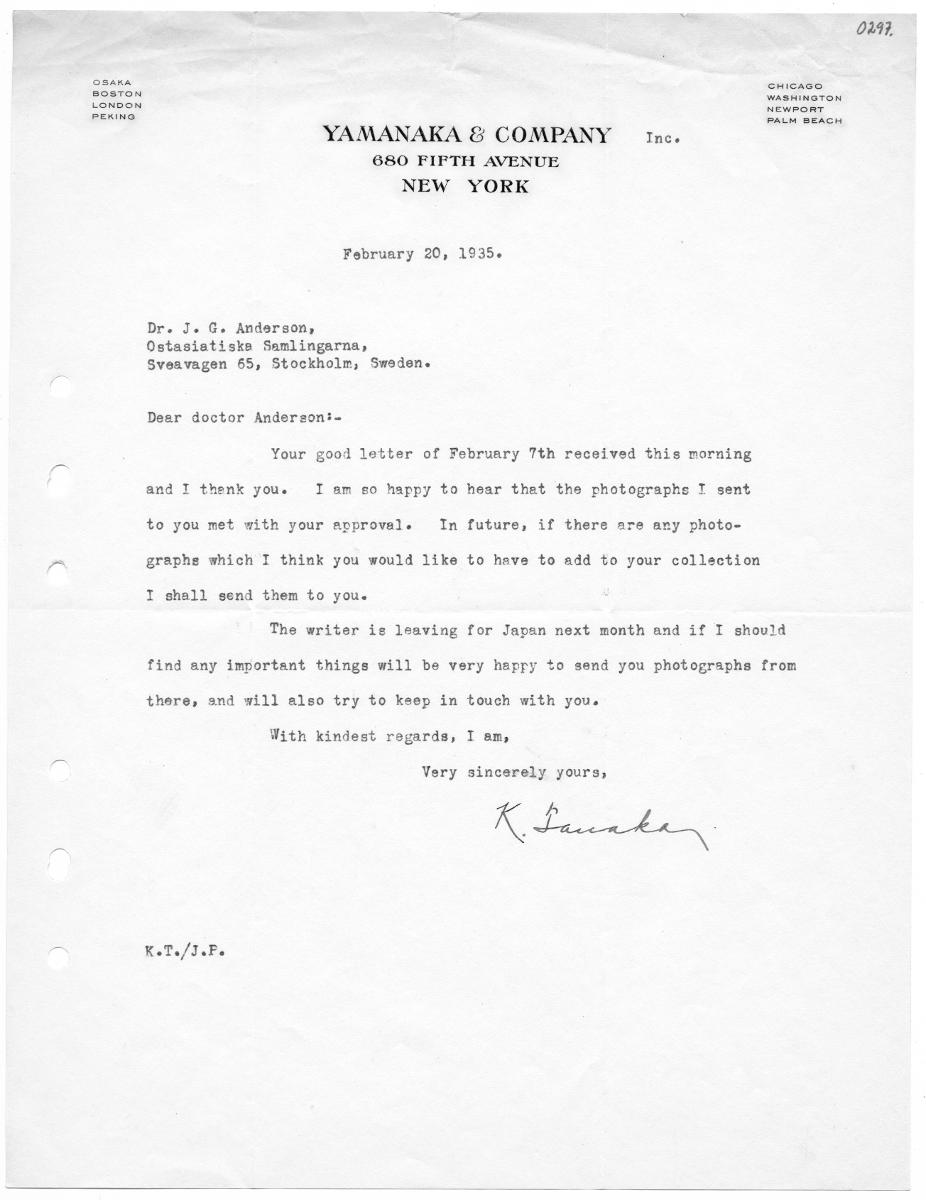 0297.
OSAKA
BOSTON
LONDON
PEKING
CHICAGO
WASHINGTON
NEWPORT
PALM BEACH
YAMANAKA & COMPANY Inc.
680 FIFTH AVENUE
NEW YORK
February 20, 1935.
Dr. J. G. Anderson,
Ostasiatiska Samlingarna,
Sveavagen 65, Stockholm, Sweden.
Dear doctor Anderson:-
Your good letter of February 7th received this morning
and I thank you. I am so happy to hear that the photographs I sent
to you met with your approval. In future, if there are any photo-
graphs which I think you would like to have to add to your collection
I shall send them to you.
The writer is leaving for Japan next month and if I should
find any important things will be very happy to send you photographs from
there, and will also try to keep in touch with you.
With kindest regards, I am,
Very sincerely yours,
K. Tanaka
K.T./J.P.